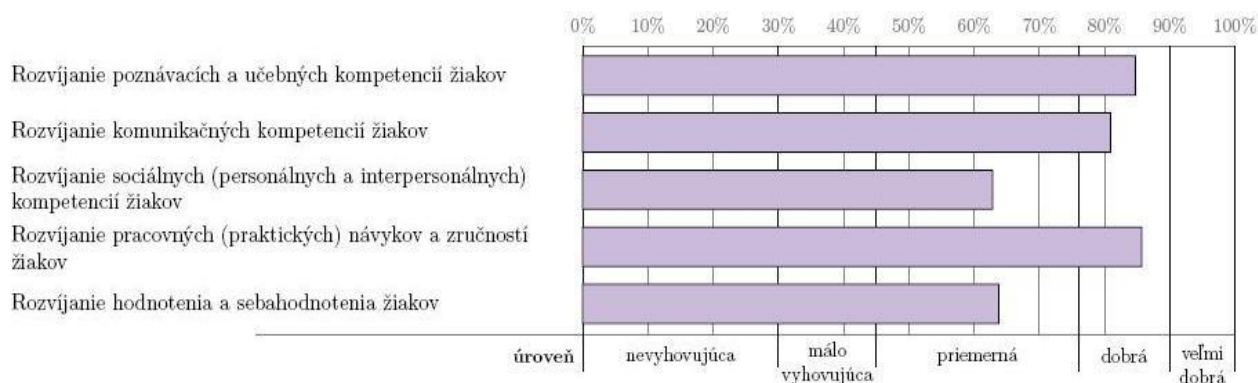 0% 10% 20% 30% 40% 50% 60% 70% 80% 90% 100%
Rozvíjanie poznávacích a učebných kompetencií žiakov
Rozvíjanie komunikačných kompetencií žiakov
Rozvíjanie sociálnych (personálnych a interpersonálnych)
kompetencií žiakov
Rozvíjanie pracovných (praktických) návykov a zručností
žiakov
Rozvíjanie hodnotenia a sebahodnotenia žiakov
úroveň nevyhovujúca málo priemerná dobrá veľmi
vyhovujúca dobrá